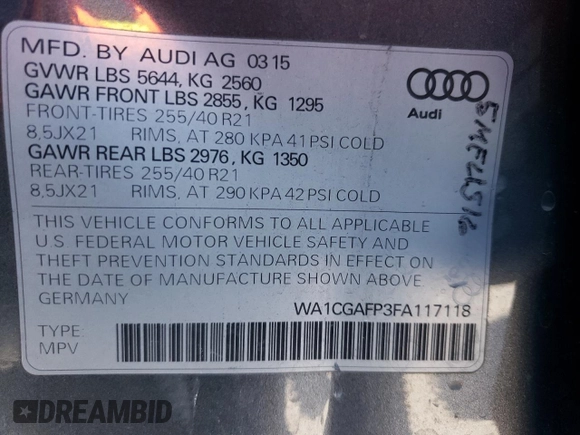 MFD. BY AUDI AG 03 15
GVWR LBS 5644, KG 2560
GAWR FRONT LBS 2855, KG 1295
FRONT-TIRES 255/40 R21
8,5JX21 RIMS, AT 280 KPA 41 PSI COLD
GAWR REAR LBS 2976, KG 1350
REAR-TIRES 255/40 R21
8,5JX21 RIMS, AT 290 KPA 42 PSI COLD
THIS VEHICLE CONFORMS TO ALL APPLICABLE
U.S. FEDERAL MOTOR VEHICLE SAFETY AND
THEFT PREVENTION STANDARDS IN EFFECT ON
THE DATE OF MANUFACTURE SHOWN ABOVE
GERMANY
WA1CGAFP3FA117118
TYPE:
MPV
Audi
DREAMBID